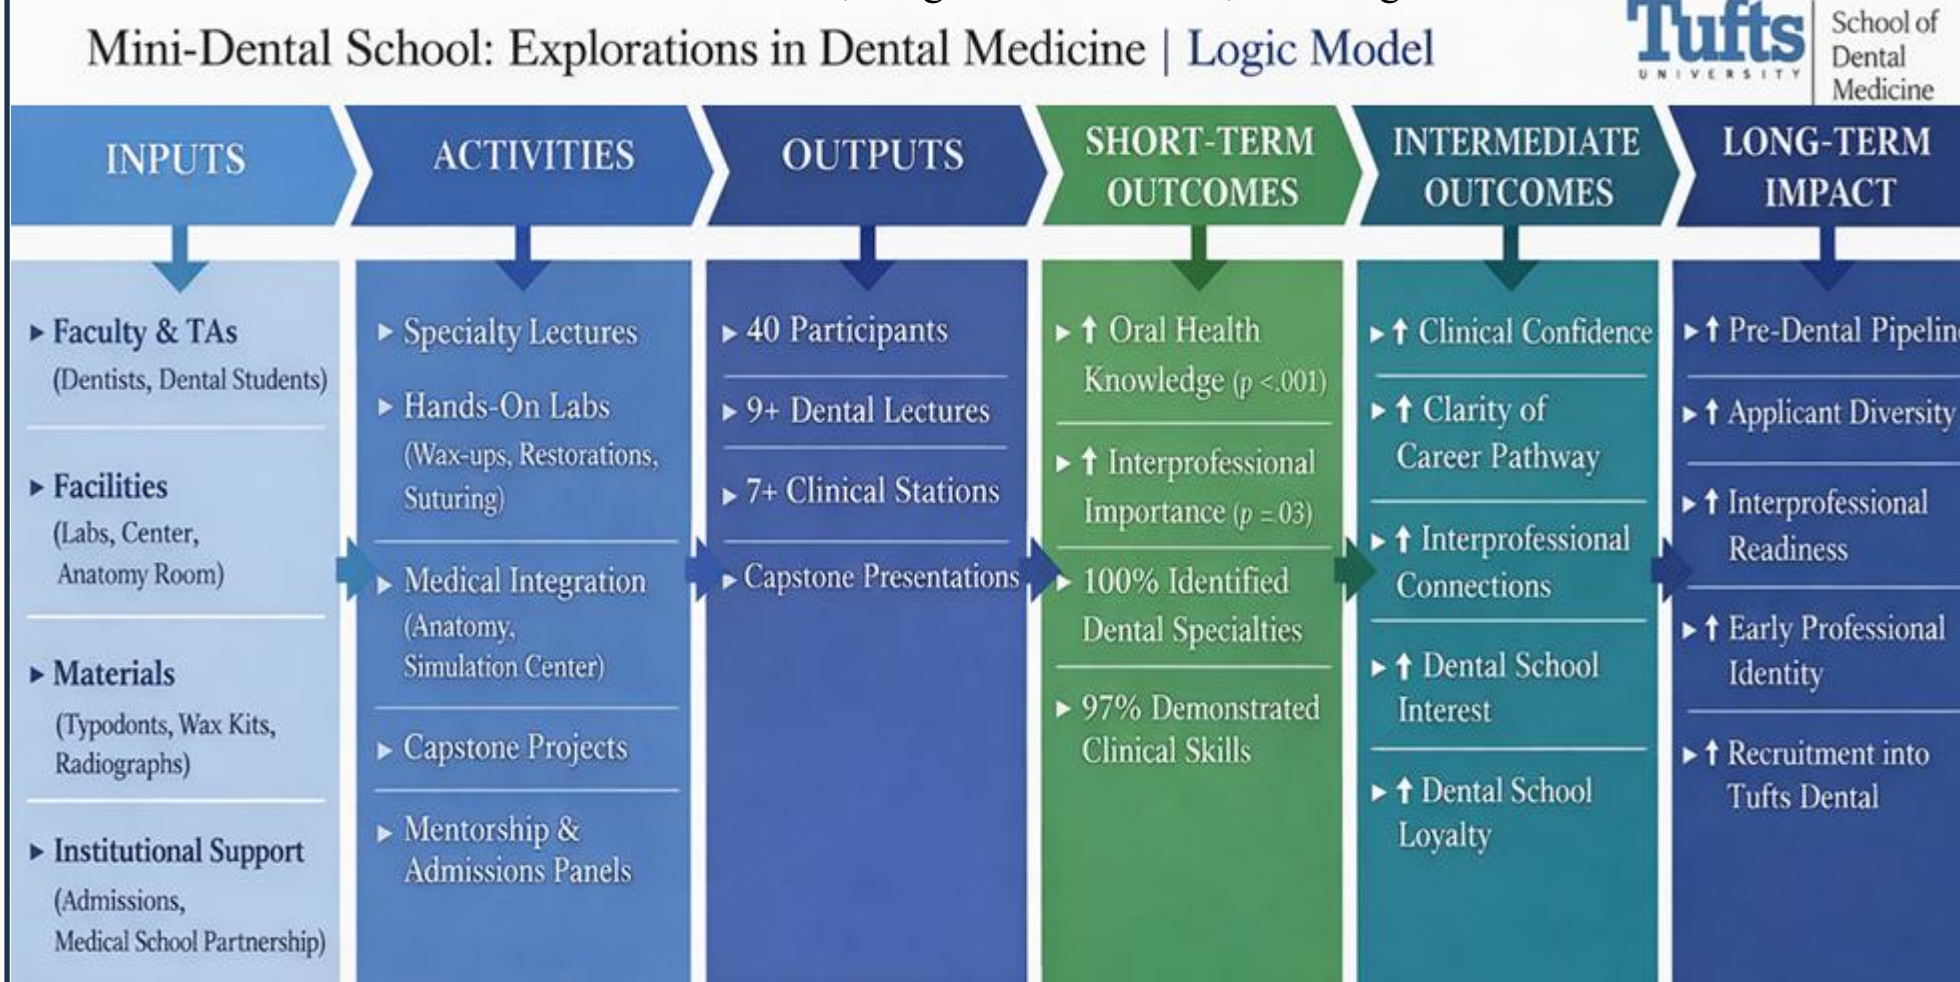 Mini-Dental School: Explorations in Dental Medicine | Logic Model
Tufts
UNIVERSITY
School of
Dental
Medicine
INPUTS
▸ Faculty & TAs
(Dentists, Dental Students)
▸ Facilities
(Labs, Center,
Anatomy Room)
▸ Materials
(Typodonts, Wax Kits,
Radiographs)
▸ Institutional Support
(Admissions,
Medical School Partnership)
ACTIVITIES
▸ Specialty Lectures
▸ Hands-On Labs
(Wax-ups, Restorations,
Suturing)
▸ Medical Integration
(Anatomy,
Simulation Center)
▸ Capstone Projects
▸ Mentorship &
Admissions Panels
OUTPUTS
▸ 40 Participants
▸ 9+ Dental Lectures
▸ 7+ Clinical Stations
▸ Capstone Presentations
SHORT-TERM
OUTCOMES
▸ ↑ Oral Health
Knowledge (p <.001)
▸ ↑ Interprofessional
Importance (p = 03)
▸ 100% Identified
Dental Specialties
▸ 97% Demonstrated
Clinical Skills
INTERMEDIATE
OUTCOMES
▸ ↑ Clinical Confidence
▸ ↑ Clarity of
Career Pathway
▸ ↑ Interprofessional
Connections
▸ ↑ Dental School
Interest
▸ ↑ Dental School
Loyalty
LONG-TERM
IMPACT
▸ ↑ Pre-Dental Pipelin
▸ ↑ Applicant Diversity
▸ ↑ Interprofessional
Readiness
▸ ↑ Early Professional
Identity
▸ ↑ Recruitment into
Tufts Dental